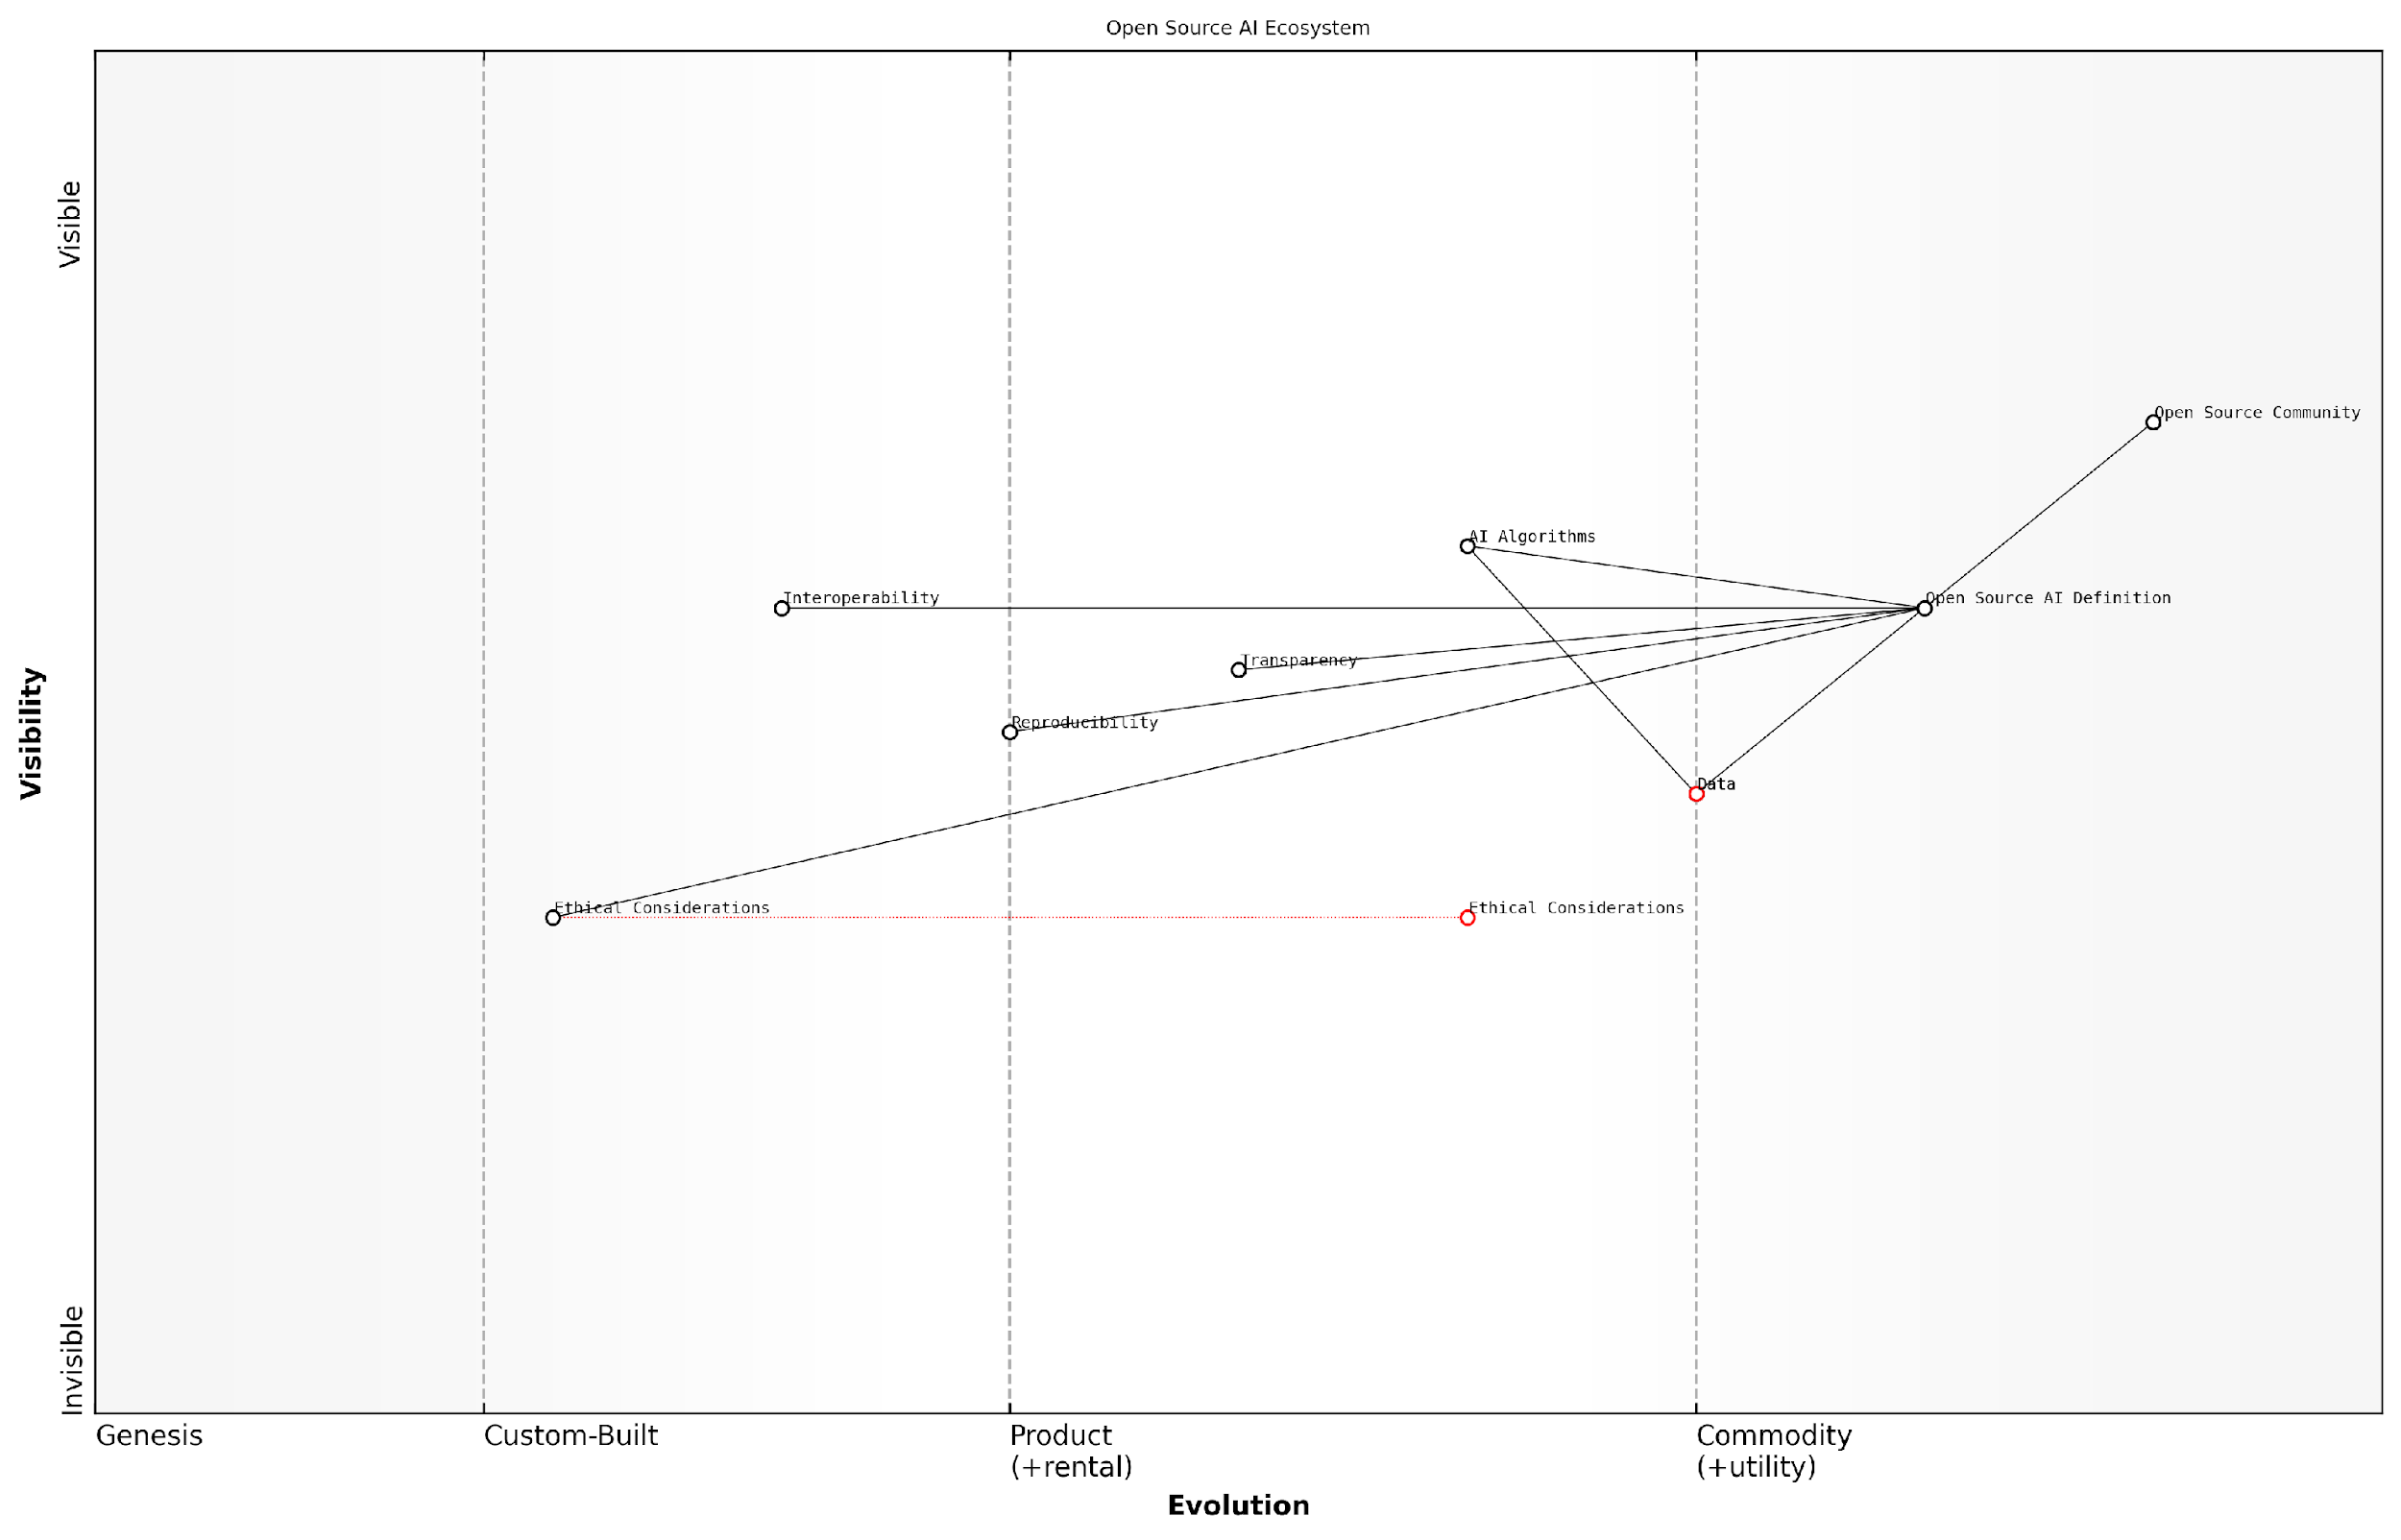 Open Source AI Ecosystem
Visible
Visibility
Invisible
Open Source Community
AI Algorithms
Interoperability
Open Source AI Definition
Transparency
Reproducibility
Data
Ethical Considerations
Ethical Considerations
Genesis
Custom-Built
Product
(+rental)
Commodity
(+utility)
Evolution